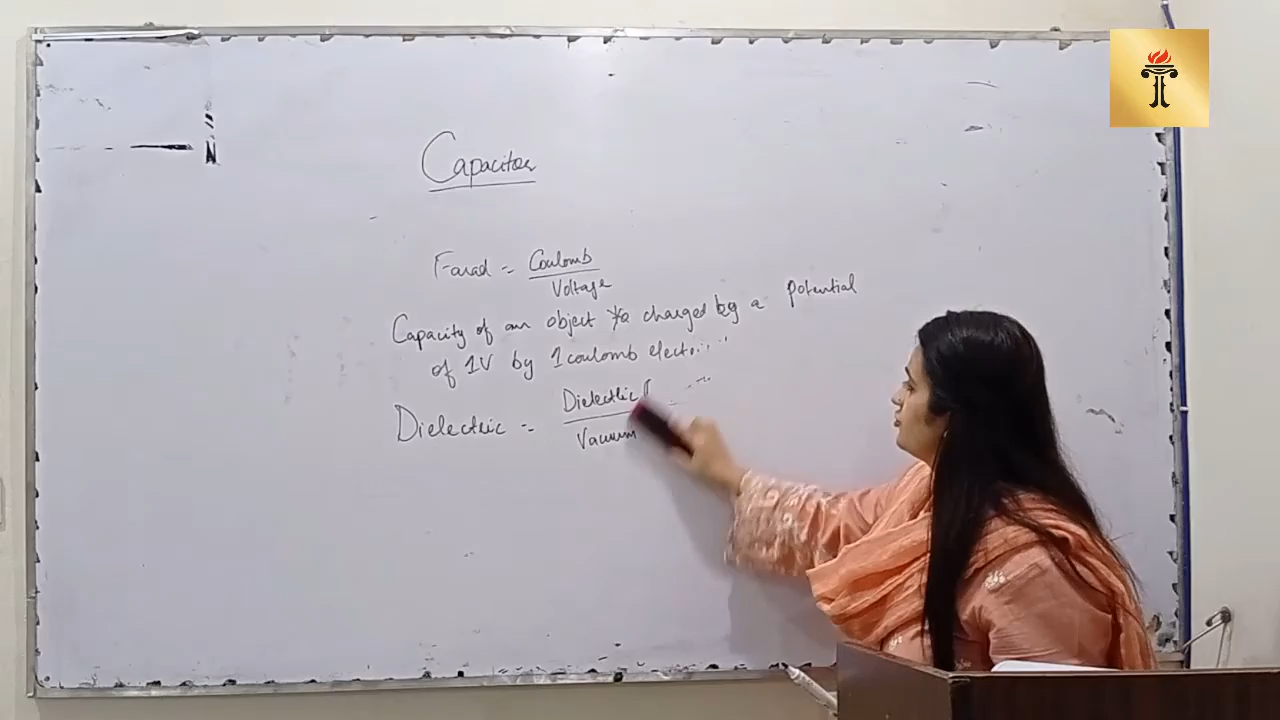 Capacitor
Farad = Coulomb
Voltage
Capacity of an object charged by a potential
of 1V by 1 coulomb
Dielectric = Dielectric
Vacuum